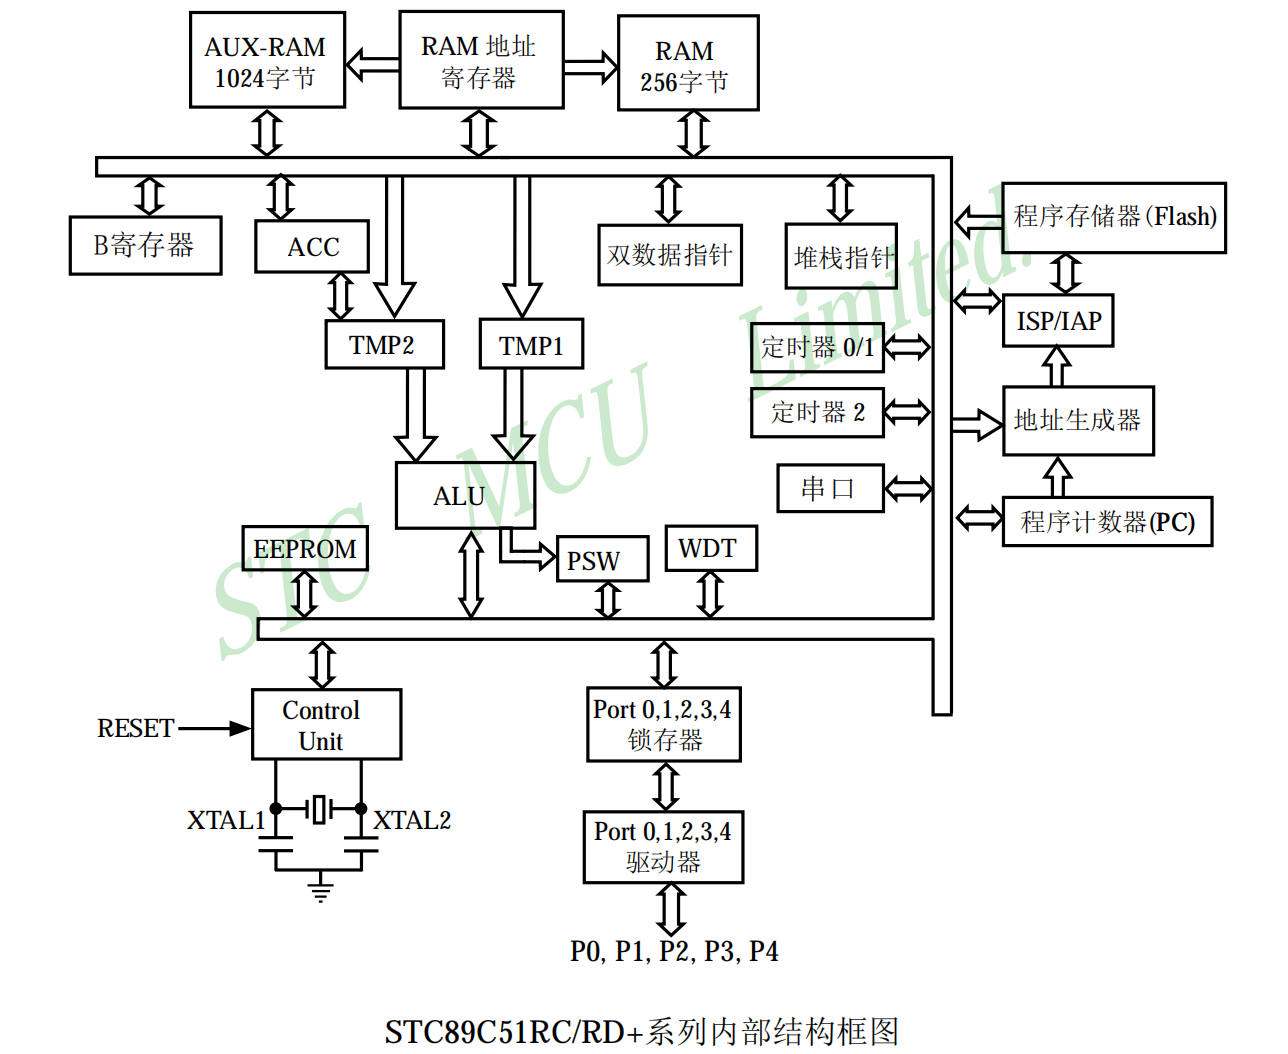 AUX-RAM
1024字节
RAM 地址
寄存器
RAM
256字节
B寄存器
ACC
双数据指针
堆栈指针
程序存储器(Flash)
ISP/IAP
TMP2
TMP1
定时器 0/1
定时器 2
地址生成器
串口
程序计数器(PC)
ALU
EEPROM
PSW
WDT
RESET
Control
Unit
Port 0,1,2,3,4
锁存器
XTAL1
XTAL2
Port 0,1,2,3,4
驱动器
P0, P1, P2, P3, P4
STC MCU Limited.
STC89C51RC/RD+系列内部结构框图